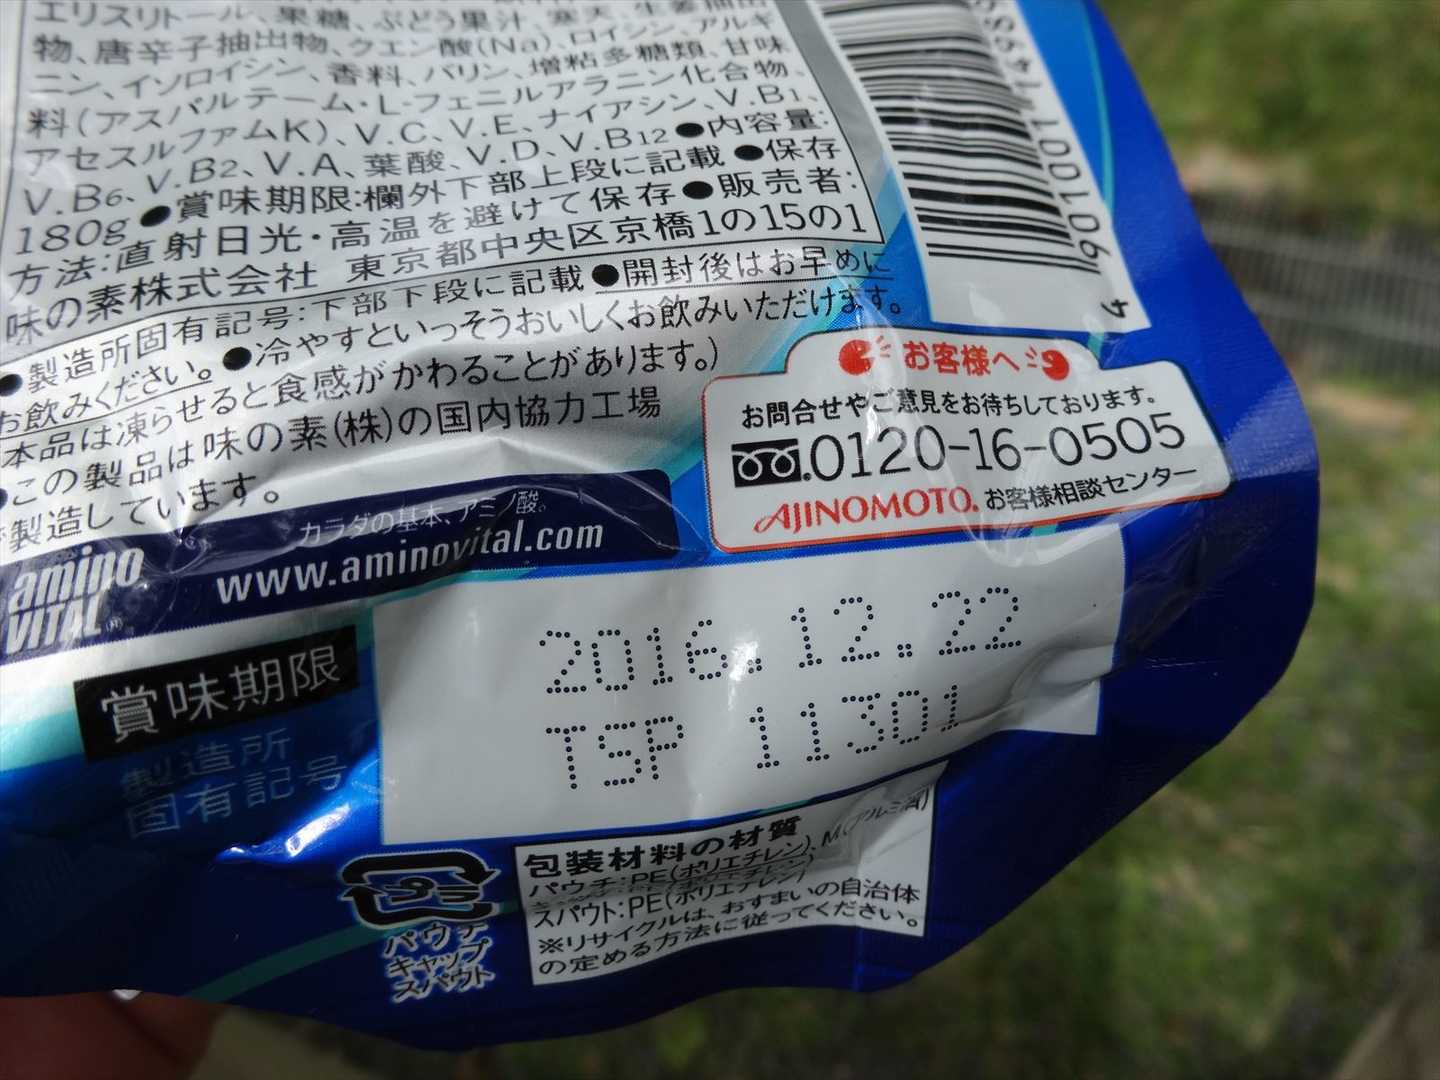 エリスリトール、果糖、ぶどう果汁、寒天、生姜抽出
物、唐辛子抽出物、クエン酸(Na)、ロイシン、アルギ
ニン、イソロイシン、香料、バリン、増粘多糖類、甘味
料(アスパルテーム・L-フェニルアラニン化合物、
アセスルファムK)、V.C、V.E、ナイアシン、V.B1、
V.B6、V.B2、V.A、葉酸、V.D、V.B12●内容量:
180g●賞味期限:欄外下部上段に記載●保存
方法:直射日光・高温を避けて保存●販売者:
味の素株式会社 東京都中央区京橋1の15の1
●製造所固有記号:下部下段に記載●開封後はお早めに
お飲みください。●冷やすといっそうおいしくお飲みいただけます。
本品は凍らせると食感がかわることがあります。)
●この製品は味の素(株)の国内協力工場
で製造しています。
お客様へ
お問合せやご意見をお待ちしております。
0120-16-0505
AJINOMOTO. お客様相談センター
amino
VITAL®
カラダの基本、アミノ酸。
www.aminovital.com
賞味期限
2016.12.22
製造所
固有記号
TSP 11301
プラ
パウチ
キャップ
スパウト
包装材料の材質
パウチ:PE(ポリエチレン)、M(アルミ箔)
スパウト:PE(ポリエチレン)
※リサイクルは、おすまいの自治体
の定める方法に従ってください。